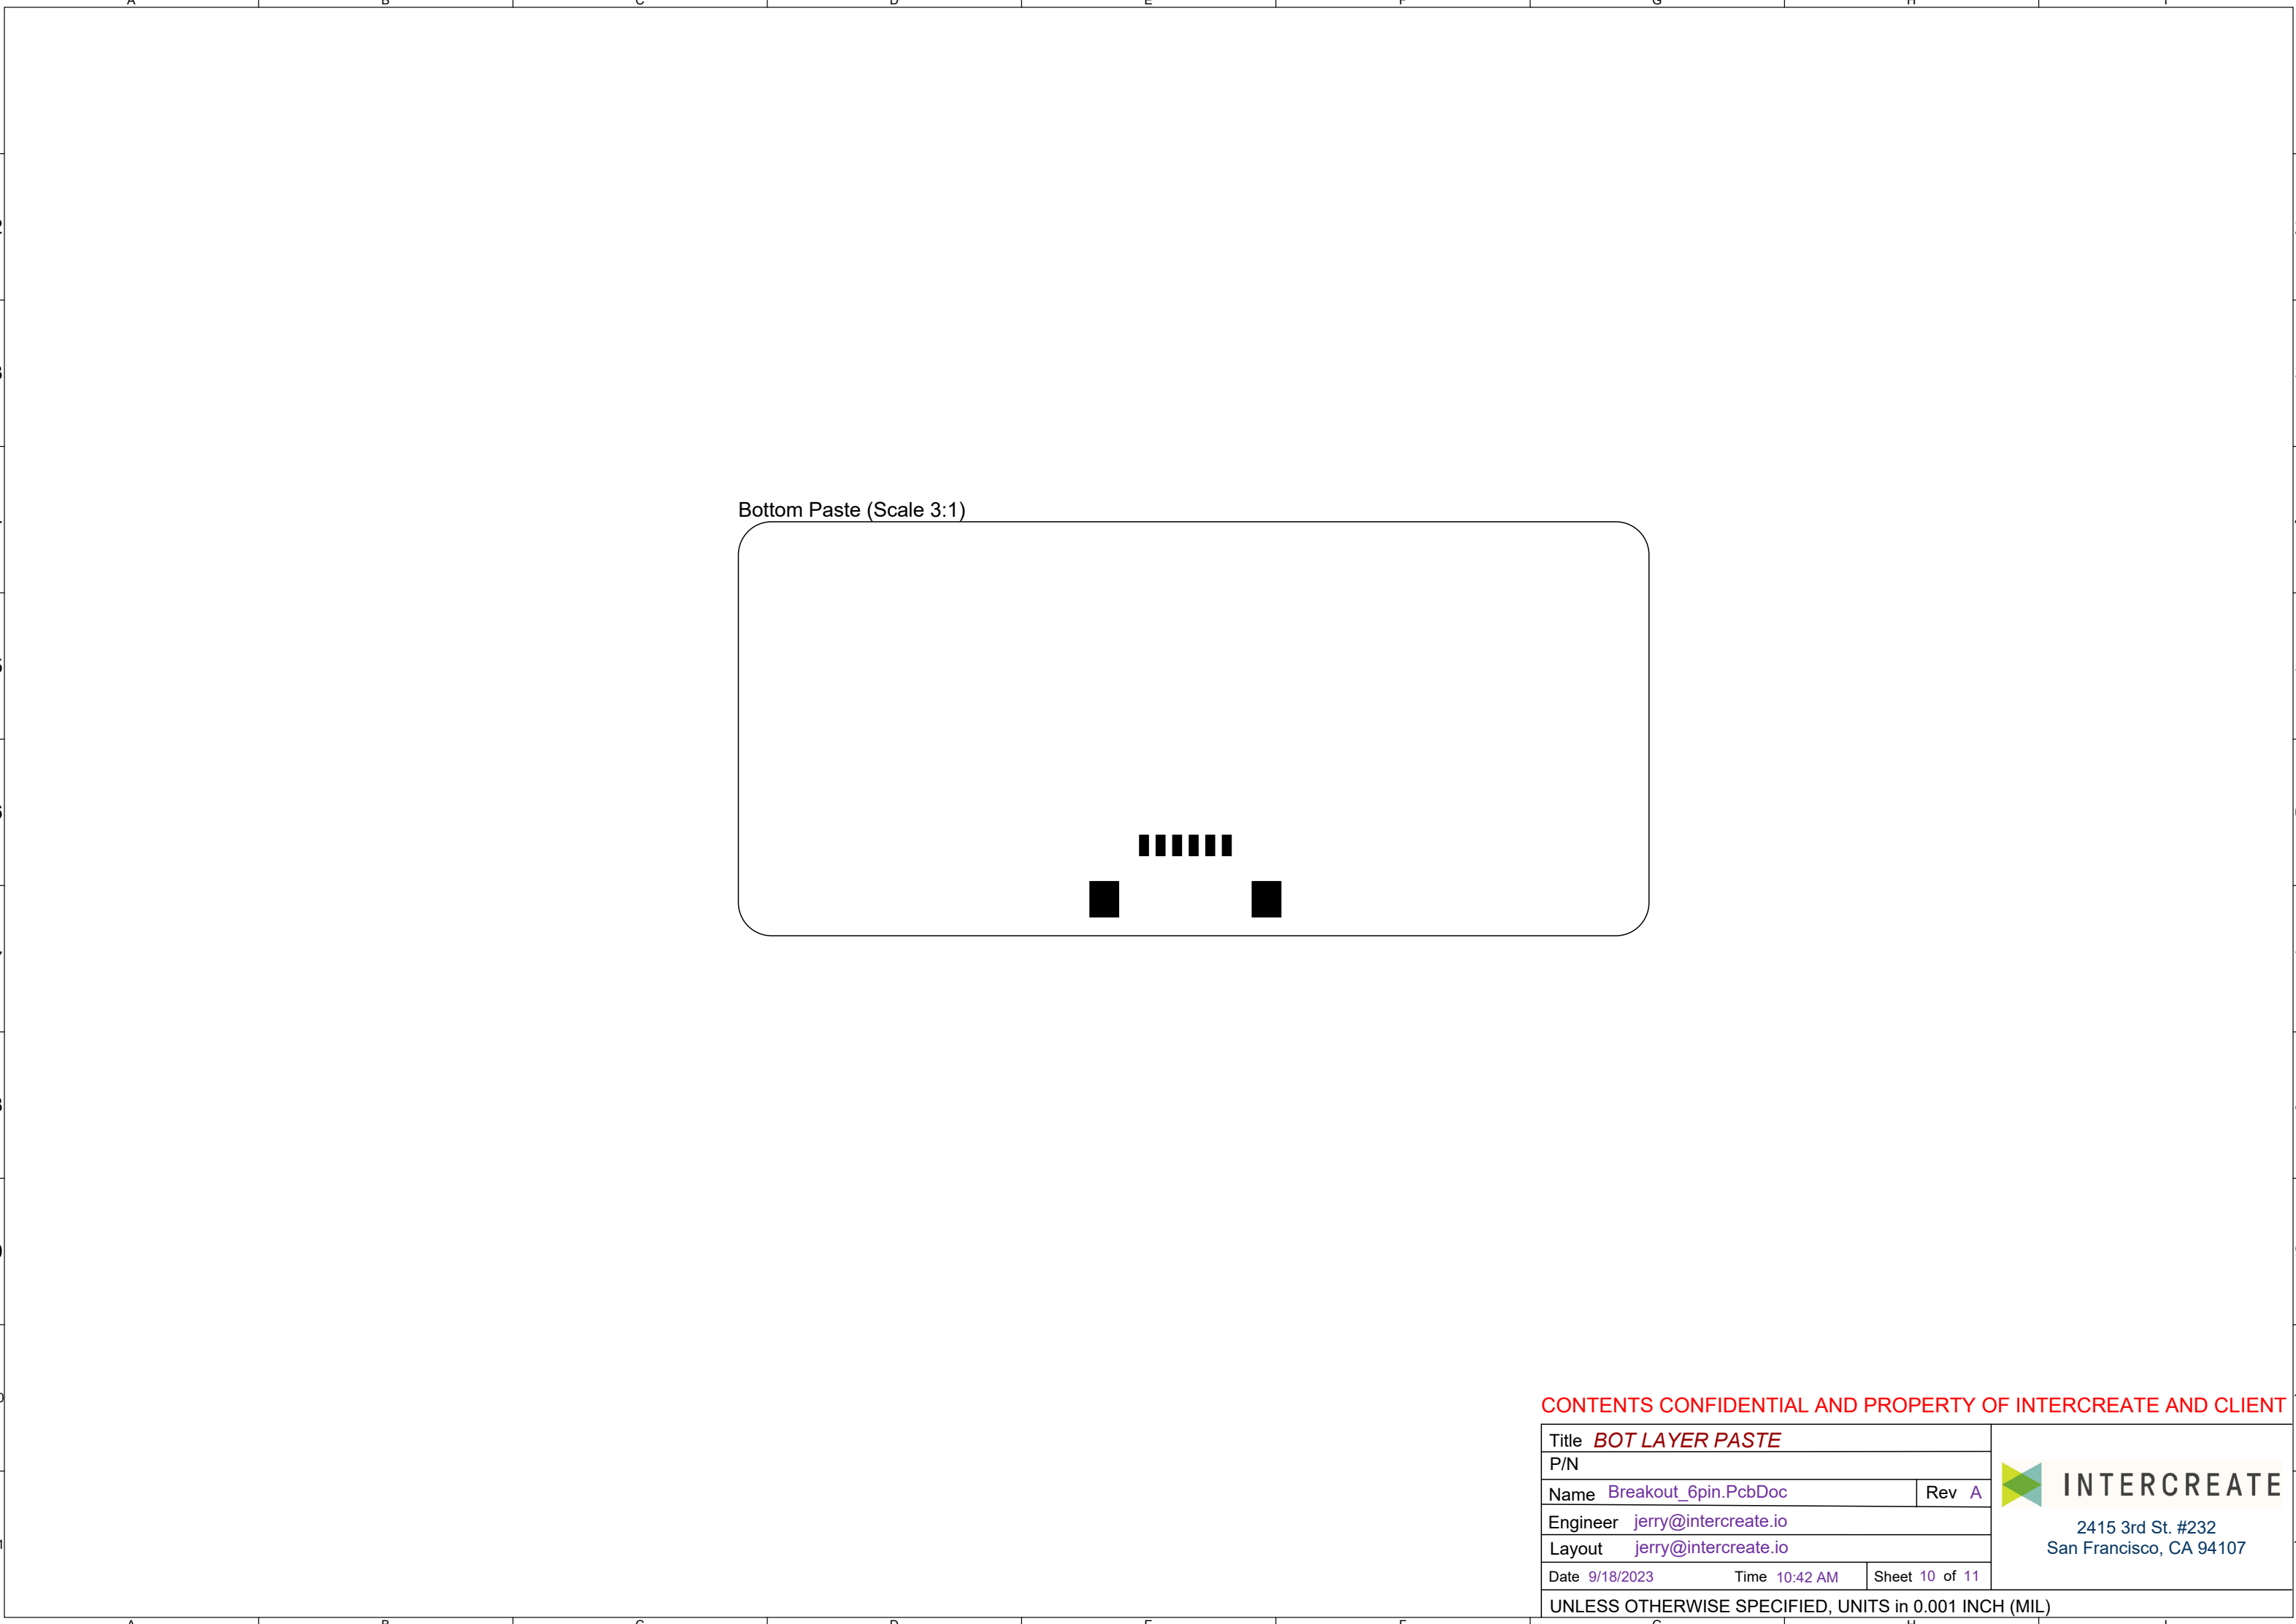 A B C D E F G H I
Bottom Paste (Scale 3:1)
CONTENTS CONFIDENTIAL AND PROPERTY OF INTERCREATE AND CLIENT
Title BOT LAYER PASTE
P/N
Name Breakout_6pin.PcbDoc Rev A
Engineer jerry@intercreate.io
Layout jerry@intercreate.io
Date 9/18/2023 Time 10:42 AM Sheet 10 of 11
UNLESS OTHERWISE SPECIFIED, UNITS in 0.001 INCH (MIL)
INTERCREATE
2415 3rd St. #232
San Francisco, CA 94107